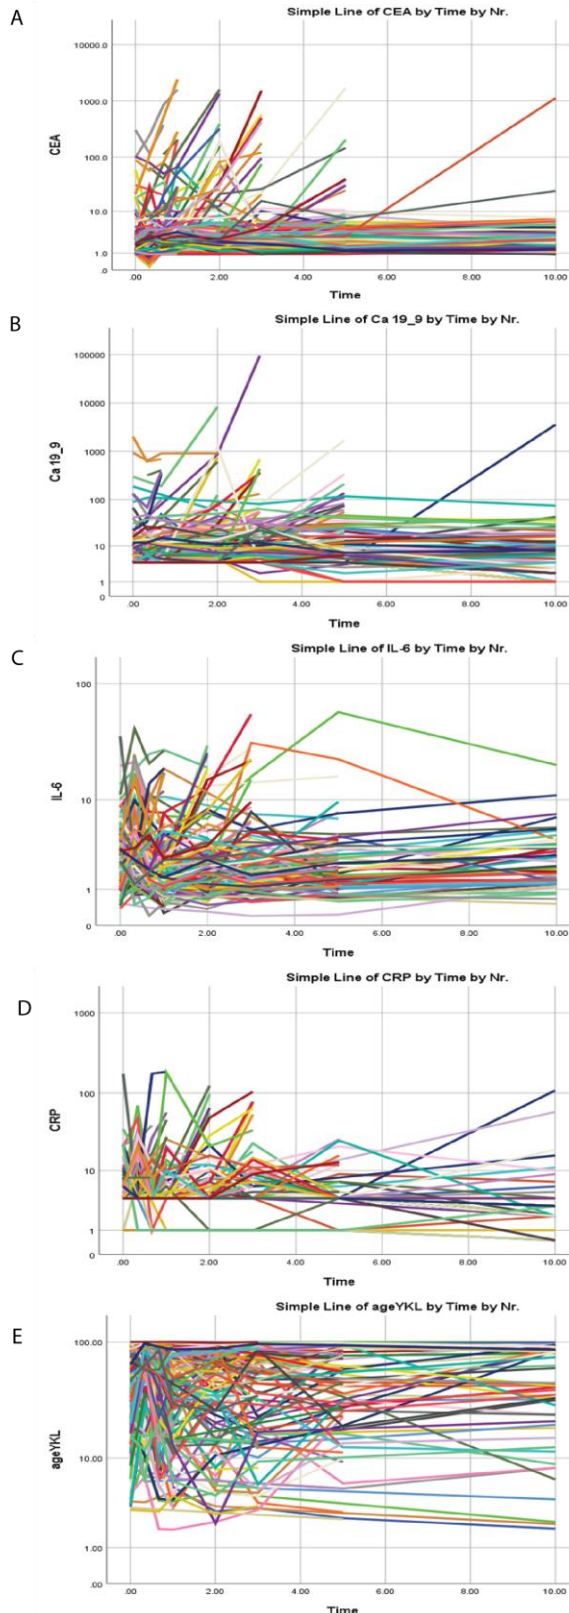 A
Simple Line of CEA by Time by Nr.
10000.0
1000.0
100.0
10.0
1.0
.0
CEA
.00 2.00 4.00 6.00 8.00 10.00
Time
B
Simple Line of Ca 19_9 by Time by Nr.
100000
10000
1000
100
10
1
0
Ca 19_9
.00 2.00 4.00 6.00 8.00 10.00
Time
C
Simple Line of IL-6 by Time by Nr.
100
10
1
0
IL-6
.00 2.00 4.00 6.00 8.00 10.00
Time
D
Simple Line of CRP by Time by Nr.
1000
100
10
1
0
CRP
.00 2.00 4.00 6.00 8.00 10.00
Time
E
Simple Line of ageYKL by Time by Nr.
100.00
10.00
1.00
.00
ageYKL
.00 2.00 4.00 6.00 8.00 10.00
Time